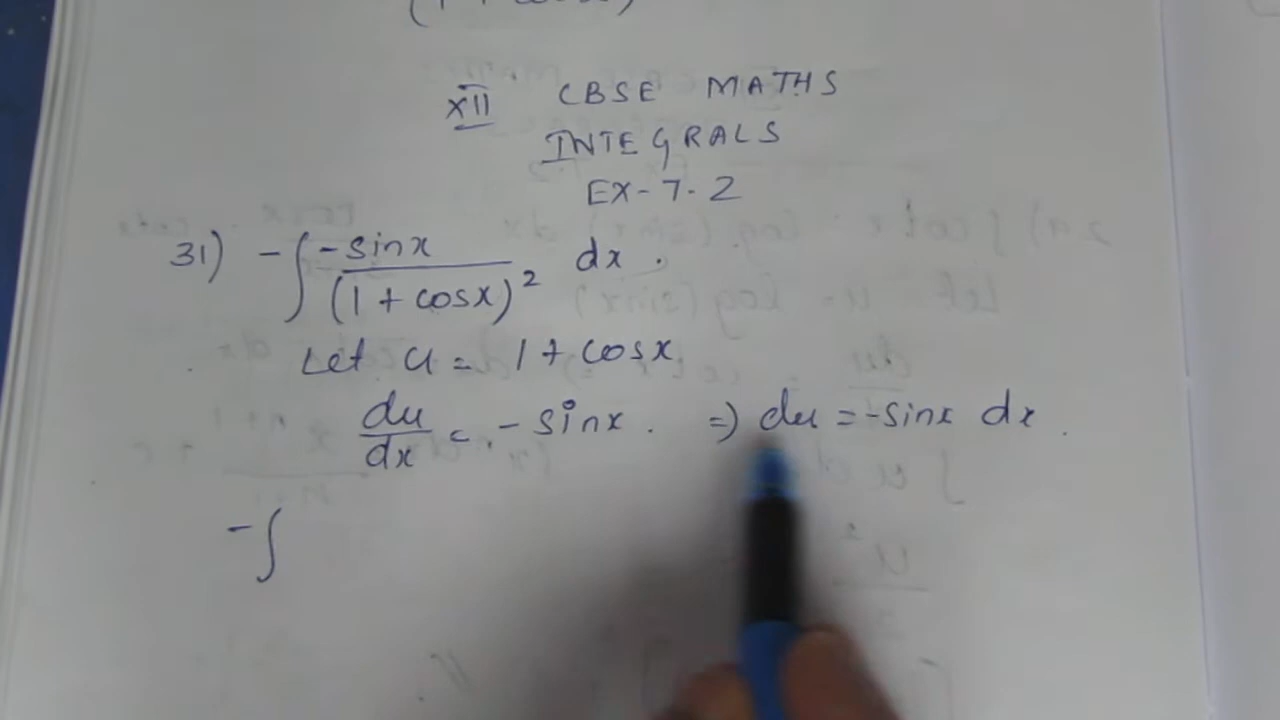 XII CBSE MATHS
INTEGRALS
EX-7.2
31) -∫ -sinx / (1 + cosx)² dx.
Let u = 1 + cosx
du/dx = -sinx. => du = -sinx dx.
-∫